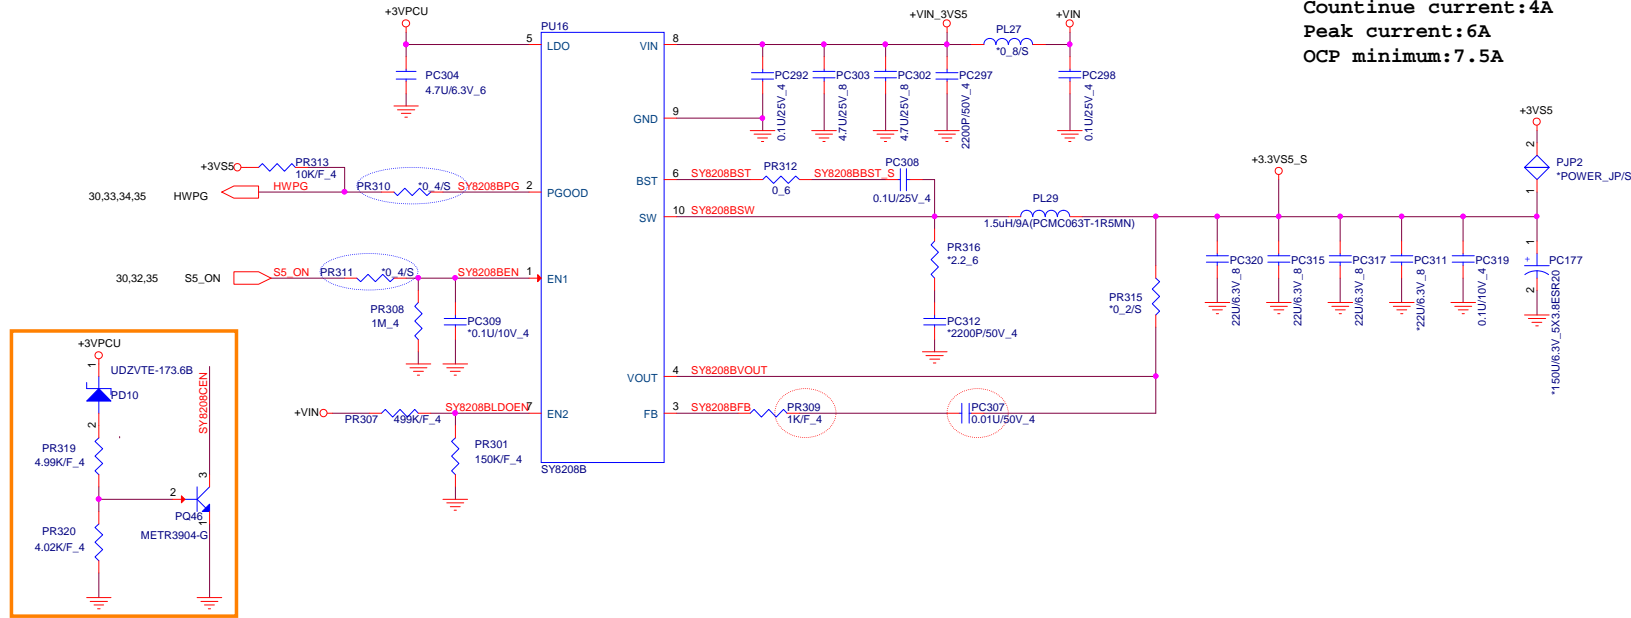 Countinue current:4A
Peak current:6A
OCP minimum:7.5A
+3VPCU
PU16
5
LDO
PC304
4.7U/6.3V_6
VIN
8
+VIN_3VS5
PL27
*0_8/S
+VIN
PC292
0.1U/25V_4
PC303
4.7U/25V_8
PC302
4.7U/25V_8
PC297
2200P/50V_4
PC298
0.1U/25V_4
GND
9
+3VS5
PR313
10K/F_4
30,33,34,35
HWPG
HWPG
PR310
*0_4/S
SY8208BPG
2
PGOOD
BST
6
SY8208BST
PR312
0_6
SY8208BBST_S
PC308
0.1U/25V_4
SW
10
SY8208BSW
PL29
1.5uH/9A(PCMC063T-1R5MN)
+3.3VS5_S
+3VS5
2
PJP2
*POWER_JP/S
1
PR316
*2.2_6
PC312
*2200P/50V_4
PR315
*0_2/S
PC320
22U/6.3V_8
PC315
22U/6.3V_8
PC317
22U/6.3V_8
PC311
*22U/6.3V_8
PC319
0.1U/10V_4
1
+
PC177
2
*150U/6.3V_5X3.8ESR20
30,32,35
S5_ON
S5_ON
PR311
*0_4/S
SY8208BEN
1
EN1
PR308
1M_4
PC309
*0.1U/10V_4
VOUT
4
SY8208BVOUT
+VIN
PR307
499K/F_4
SY8208BLDOEN
7
EN2
PR301
150K/F_4
FB
3
SY8208BFB
PR309
1K/F_4
PC307
0.01U/50V_4
SY8208B
+3VPCU
1
UDZVTE-173.6B
PD10
2
SY8208CEN
PR319
4.99K/F_4
3
2
PQ46
1
METR3904-G
PR320
4.02K/F_4